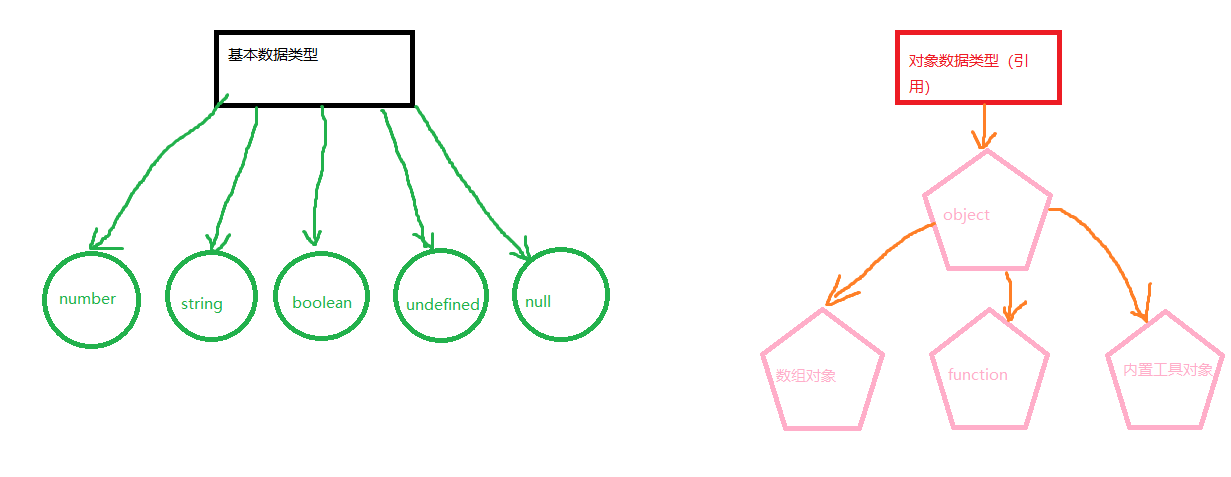 基本数据类型
对象数据类型（引
用）
object
number
string
boolean
undefined
null
数组对象
function
内置工具对象